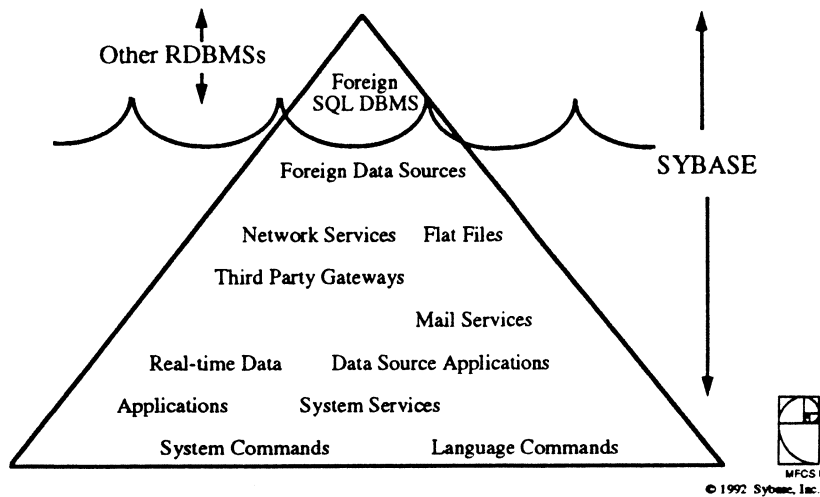 Other RDBMSs
Foreign
SQL DBMS
SYBASE
Foreign Data Sources
Network Services Flat Files
Third Party Gateways
Mail Services
Real-time Data Data Source Applications
Applications System Services
System Commands Language Commands
MFCS
© 1992 Sybase, Inc.